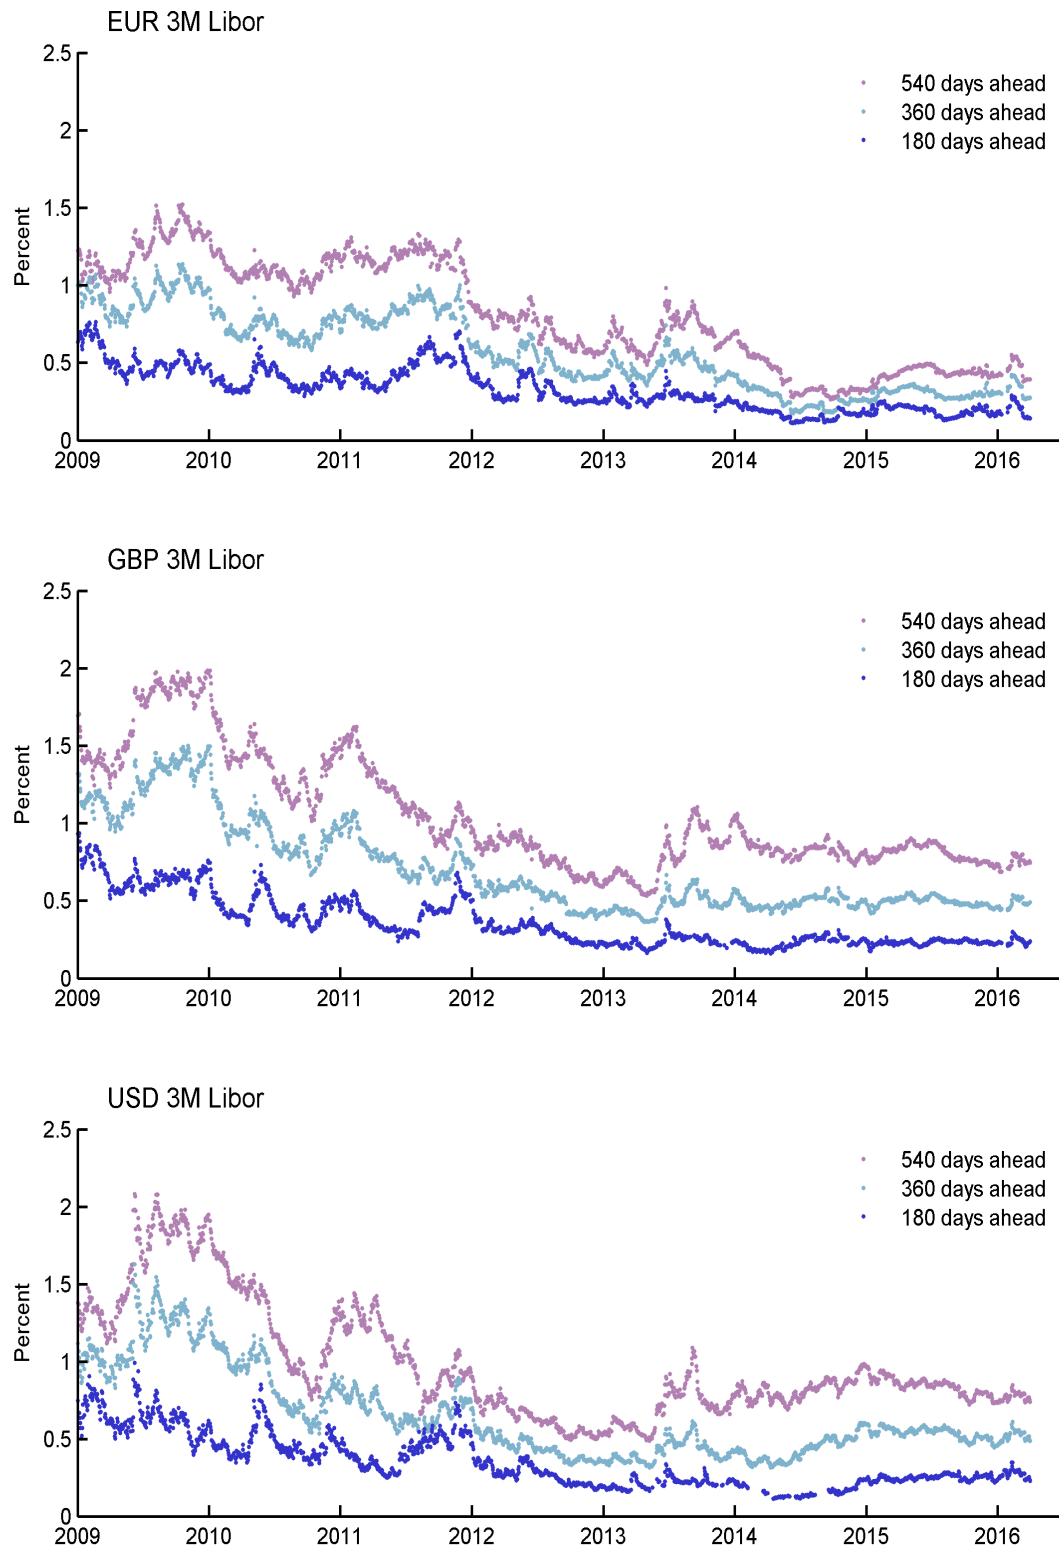 EUR 3M Libor
2.5
540 days ahead
360 days ahead
2
180 days ahead
1.5
Percent
1
0.5
0
2009 2010 2011 2012 2013 2014 2015 2016
GBP 3M Libor
2.5
540 days ahead
360 days ahead
2
180 days ahead
1.5
Percent
1
0.5
0
2009 2010 2011 2012 2013 2014 2015 2016
USD 3M Libor
2.5
540 days ahead
360 days ahead
2
180 days ahead
1.5
Percent
1
0.5
0
2009 2010 2011 2012 2013 2014 2015 2016